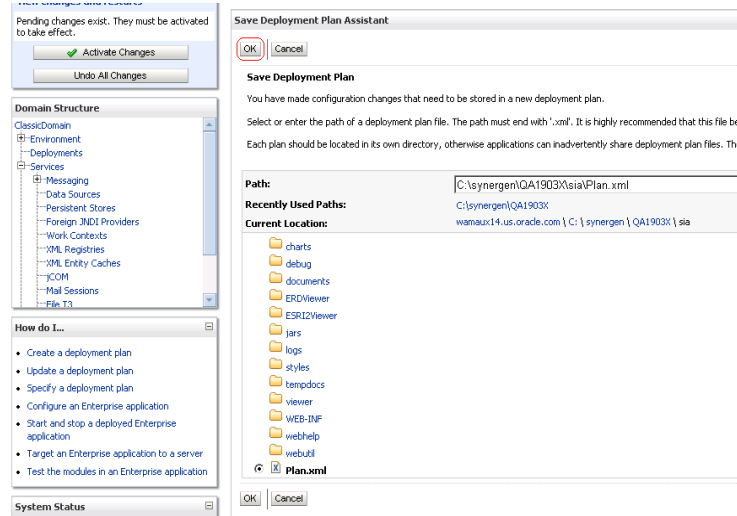 View changes and restarts
Pending changes exist. They must be activated
to take effect.
Activate Changes
Undo All Changes
Domain Structure
ClassicDomain
Environment
Deployments
Services
Messaging
Data Sources
Persistent Stores
Foreign JNDI Providers
Work Contexts
XML Registries
XML Entity Caches
jCOM
Mail Sessions
File T3
How do I...
Create a deployment plan
Update a deployment plan
Specify a deployment plan
Configure an Enterprise application
Start and stop a deployed Enterprise
application
Target an Enterprise application to a server
Test the modules in an Enterprise application
System Status
Save Deployment Plan Assistant
OK Cancel
Save Deployment Plan
You have made configuration changes that need to be stored in a new deployment plan.
Select or enter the path of a deployment plan file. The path must end with '.xml'. It is highly recommended that this file be
Each plan should be located in its own directory, otherwise applications can inadvertently share deployment plan files. Th
Path: C:\synergen\QA1903X\sia\Plan.xml
Recently Used Paths: C:\synergen\QA1903X
Current Location: wamaux14.us.oracle.com \ C: \ synergen \ QA1903X \ sia
charts
debug
documents
ERDViewer
ESRI2Viewer
jars
logs
styles
tempdocs
viewer
WEB-INF
webhelp
webutil
Plan.xml
OK Cancel